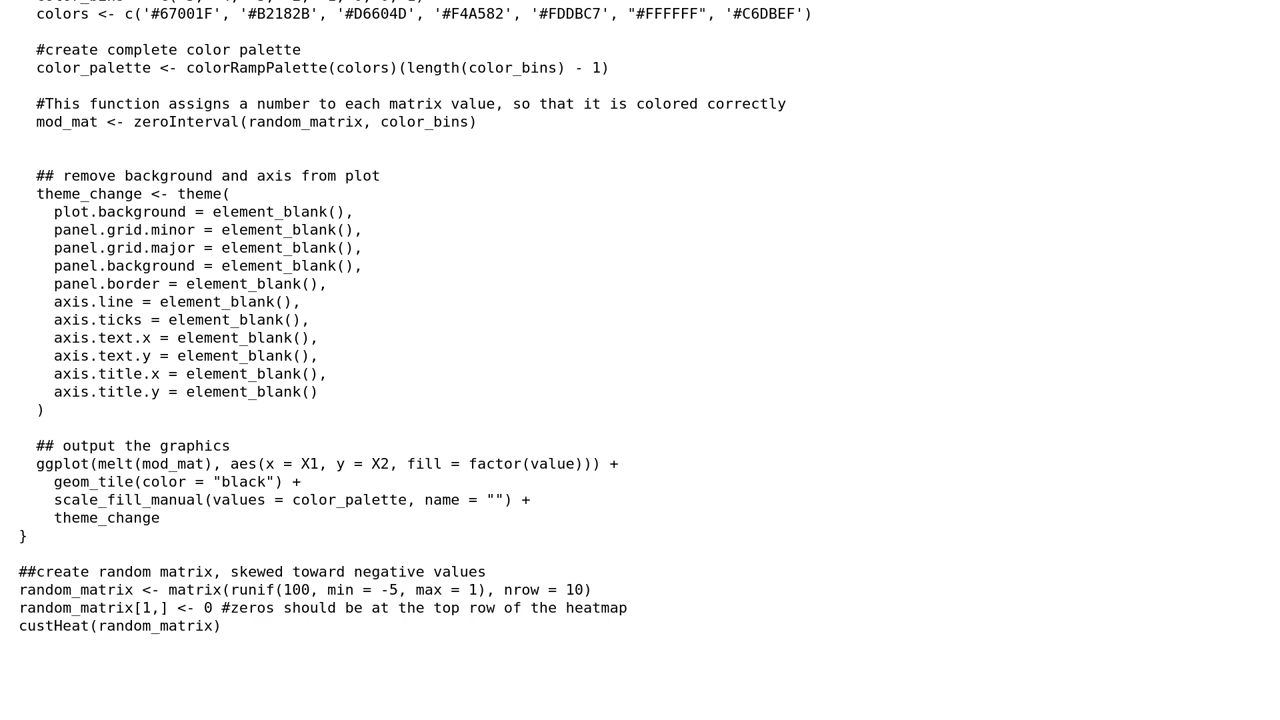 colors <- c('#67001F', '#B2182B', '#D6604D', '#F4A582', '#FDDBC7', "#FFFFFF", '#C6DBEF')
#create complete color palette
color_palette <- colorRampPalette(colors)(length(color_bins) - 1)
#This function assigns a number to each matrix value, so that it is colored correctly
mod_mat <- zeroInterval(random_matrix, color_bins)
## remove background and axis from plot
theme_change <- theme(
plot.background = element_blank(),
panel.grid.minor = element_blank(),
panel.grid.major = element_blank(),
panel.background = element_blank(),
panel.border = element_blank(),
axis.line = element_blank(),
axis.ticks = element_blank(),
axis.text.x = element_blank(),
axis.text.y = element_blank(),
axis.title.x = element_blank(),
axis.title.y = element_blank()
)
## output the graphics
ggplot(melt(mod_mat), aes(x = X1, y = X2, fill = factor(value))) +
geom_tile(color = "black") +
scale_fill_manual(values = color_palette, name = "") +
theme_change
}
##create random matrix, skewed toward negative values
random_matrix <- matrix(runif(100, min = -5, max = 1), nrow = 10)
random_matrix[1,] <- 0 #zeros should be at the top row of the heatmap
custHeat(random_matrix)